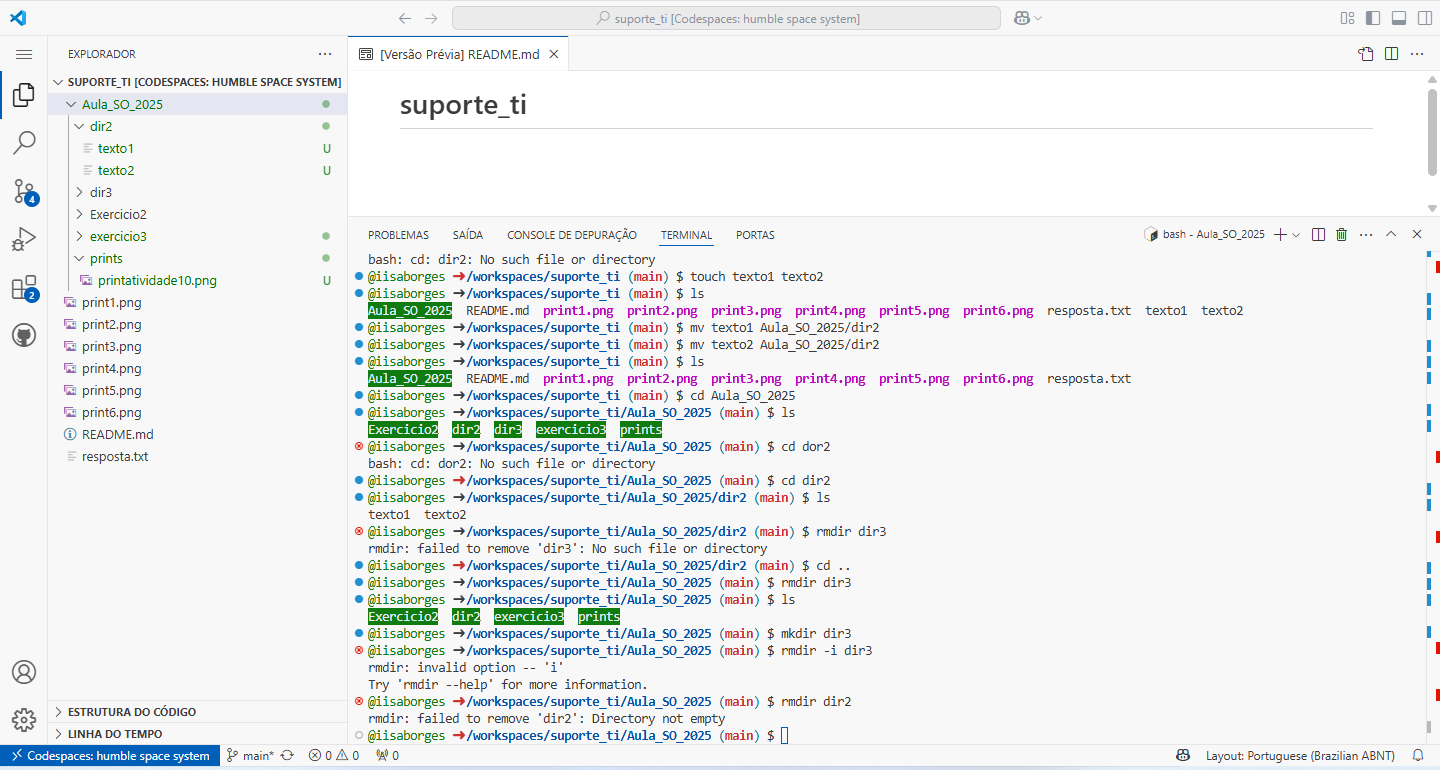 suporte_ti [Codespaces: humble space system]
EXPLORADOR
SUPORTE_TI [CODESPACES: HUMBLE SPACE SYSTEM]
Aula_SO_2025
dir2
texto1 U
texto2 U
dir3
Exercicio2
exercicio3
prints
printatividade10.png U
print1.png
print2.png
print3.png
print4.png
print5.png
print6.png
README.md
resposta.txt
ESTRUTURA DO CÓDIGO
LINHA DO TEMPO
4
2
[Versão Prévia] README.md
suporte_ti
PROBLEMAS SAÍDA CONSOLE DE DEPURAÇÃO TERMINAL PORTAS
bash - Aula_SO_2025
bash: cd: dir2: No such file or directory
@iisaborges ➜/workspaces/suporte_ti (main) $ touch texto1 texto2
@iisaborges ➜/workspaces/suporte_ti (main) $ ls
Aula_SO_2025 README.md print1.png print2.png print3.png print4.png print5.png print6.png resposta.txt texto1 texto2
@iisaborges ➜/workspaces/suporte_ti (main) $ mv texto1 Aula_SO_2025/dir2
@iisaborges ➜/workspaces/suporte_ti (main) $ mv texto2 Aula_SO_2025/dir2
@iisaborges ➜/workspaces/suporte_ti (main) $ ls
Aula_SO_2025 README.md print1.png print2.png print3.png print4.png print5.png print6.png resposta.txt
@iisaborges ➜/workspaces/suporte_ti (main) $ cd Aula_SO_2025
@iisaborges ➜/workspaces/suporte_ti/Aula_SO_2025 (main) $ ls
Exercicio2 dir2 dir3 exercicio3 prints
@iisaborges ➜/workspaces/suporte_ti/Aula_SO_2025 (main) $ cd dor2
bash: cd: dor2: No such file or directory
@iisaborges ➜/workspaces/suporte_ti/Aula_SO_2025 (main) $ cd dir2
@iisaborges ➜/workspaces/suporte_ti/Aula_SO_2025/dir2 (main) $ ls
texto1 texto2
@iisaborges ➜/workspaces/suporte_ti/Aula_SO_2025/dir2 (main) $ rmdir dir3
rmdir: failed to remove 'dir3': No such file or directory
@iisaborges ➜/workspaces/suporte_ti/Aula_SO_2025/dir2 (main) $ cd ..
@iisaborges ➜/workspaces/suporte_ti/Aula_SO_2025 (main) $ rmdir dir3
@iisaborges ➜/workspaces/suporte_ti/Aula_SO_2025 (main) $ ls
Exercicio2 dir2 exercicio3 prints
@iisaborges ➜/workspaces/suporte_ti/Aula_SO_2025 (main) $ mkdir dir3
@iisaborges ➜/workspaces/suporte_ti/Aula_SO_2025 (main) $ rmdir -i dir3
rmdir: invalid option -- 'i'
Try 'rmdir --help' for more information.
@iisaborges ➜/workspaces/suporte_ti/Aula_SO_2025 (main) $ rmdir dir2
rmdir: failed to remove 'dir2': Directory not empty
@iisaborges ➜/workspaces/suporte_ti/Aula_SO_2025 (main) $
Codespaces: humble space system main* 0 0 0 Layout: Portuguese (Brazilian ABNT)